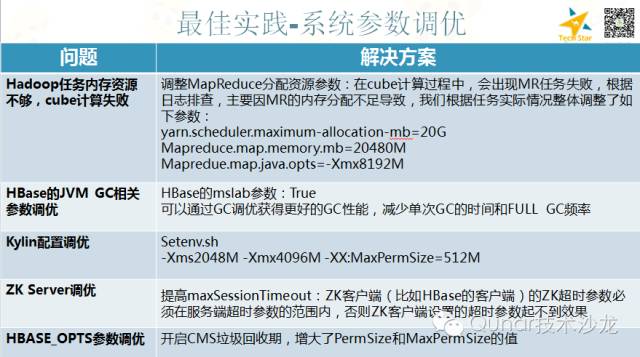 最佳实践-系统参数调优
Tech Star
问题
解决方案
Hadoop任务内存资源
不够，cube计算失败
调整MapReduce分配资源参数：在cube计算过程中，会出现MR任务失败，根据
日志排查，主要因MR的内存分配不足导致，我们根据任务实际情况整体调整了如
下参数：
yarn.scheduler.maximum-allocation-mb=20G
Mapreduce.map.memory.mb=20480M
Mapredue.map.java.opts=-Xmx8192M
HBase的JVM GC相关
参数调优
HBase的mslab参数：True
可以通过GC调优获得更好的GC性能，减少单次GC的时间和FULL GC频率
Kylin配置调优
Setenv.sh
-Xms2048M -Xmx4096M -XX:MaxPermSize=512M
ZK Server调优
提高maxSessionTimeout：ZK客户端（比如HBase的客户端）的ZK超时参数必
须在服务端超时参数的范围内，否则ZK客户端设置的超时参数起不到效果
Qunar技术沙龙
HBASE_OPTS参数调优
开启CMS垃圾回收期，增大了PermSize和MaxPermSize的值